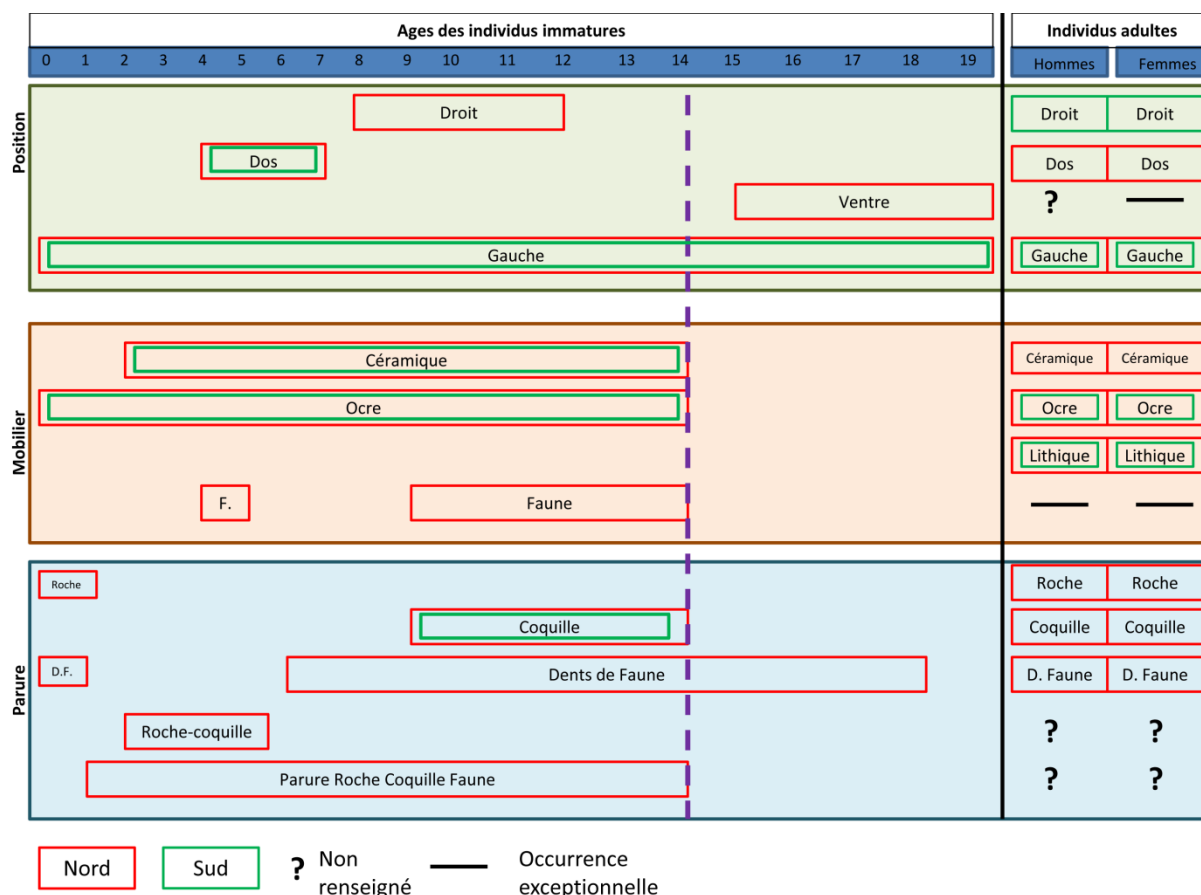 Ages des individus immatures
Individus adultes
0 1 2 3 4 5 6 7 8 9 10 11 12 13 14 15 16 17 18 19
Hommes Femmes
Position
Droit
Droit Droit
Dos
Dos Dos
Ventre
? 
Gauche
Gauche Gauche
Mobilier
Céramique
Céramique Céramique
Ocre
Ocre Ocre
Lithique Lithique
F. Faune
Parure
Roche
Roche Roche
Coquille
Coquille Coquille
D.F. Dents de Faune
D. Faune D. Faune
Roche-coquille
? ?
Parure Roche Coquille Faune
? ?
Nord Sud ? Non
renseigné
Occurrence
exceptionnelle